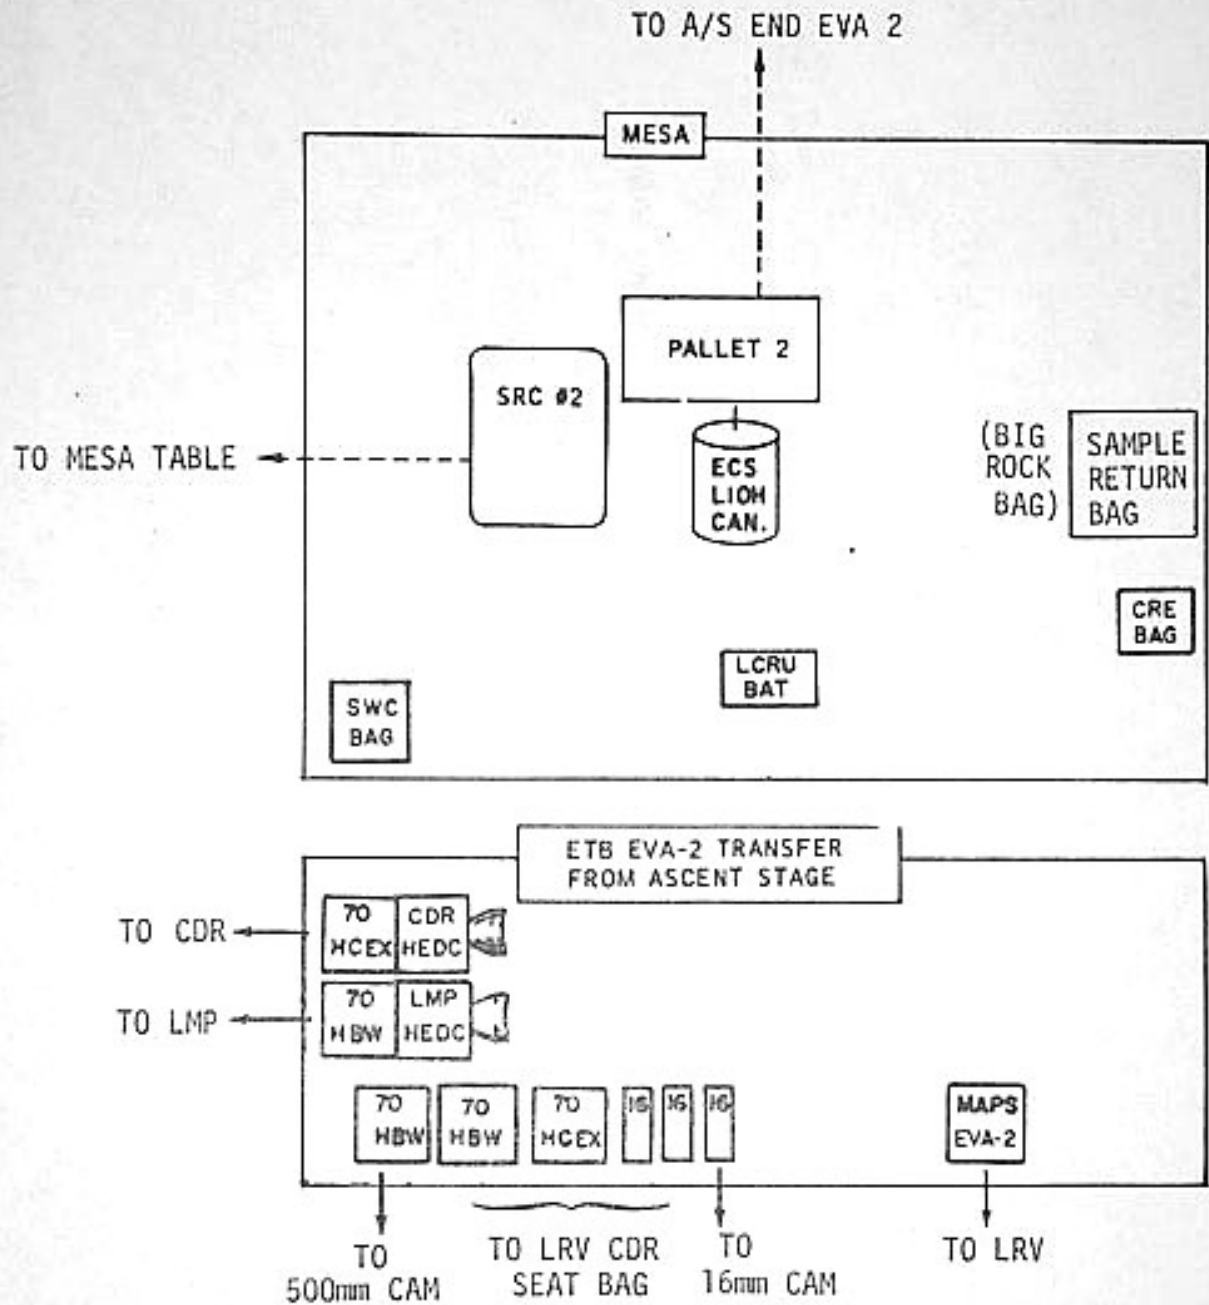 TO A/S END EVA 2
MESA
PALLET 2
SRC #2
TO MESA TABLE
ECS
LIOH
CAN.
(BIG
ROCK
BAG)
SAMPLE
RETURN
BAG
CRE
BAG
LCRU
BAT
SWC
BAG
ETB EVA-2 TRANSFER
FROM ASCENT STAGE
TO CDR
70
HCEX
CDR
HEDC
TO LMP
70
HBW
LMP
HEDC
70
HBW
70
HBW
70
HCEX
16
16
16
MAPS
EVA-2
TO
500mm CAM
TO LRV CDR
SEAT BAG
TO
16mm CAM
TO LRV